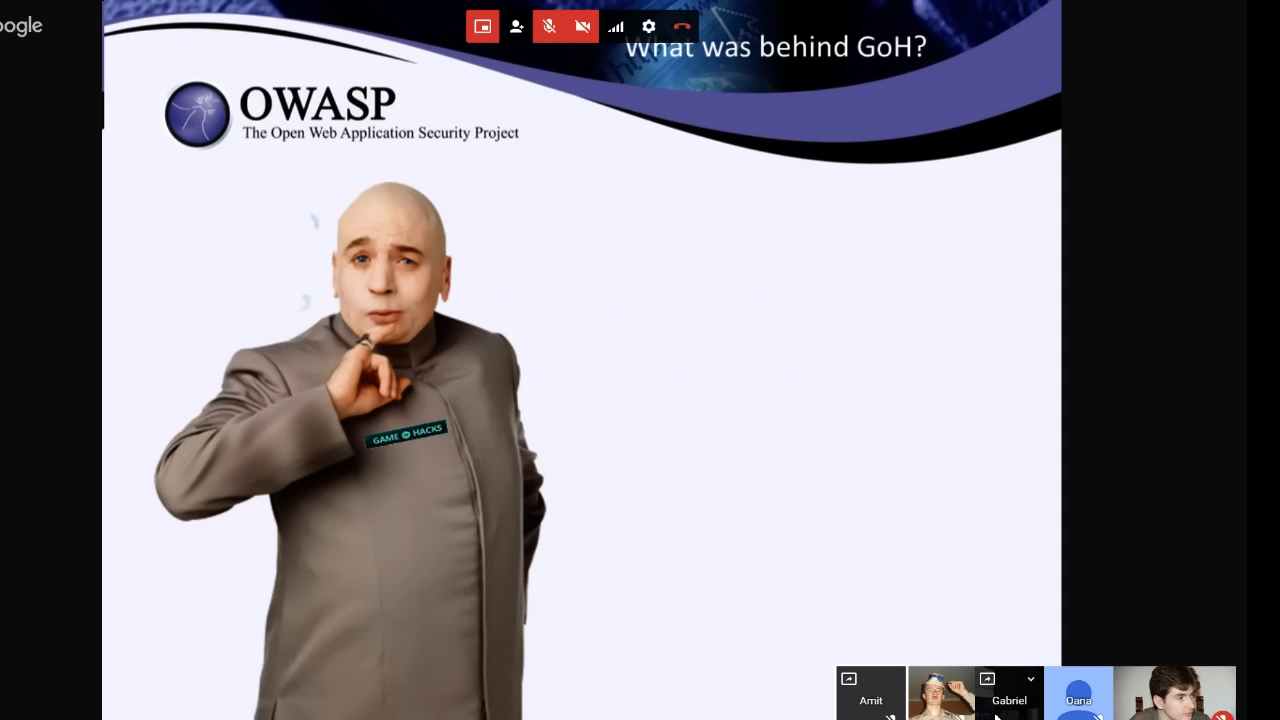 oogle
What was behind GoH?
OWASP
The Open Web Application Security Project
GAME HACKS
Amit
Gabriel
Oana